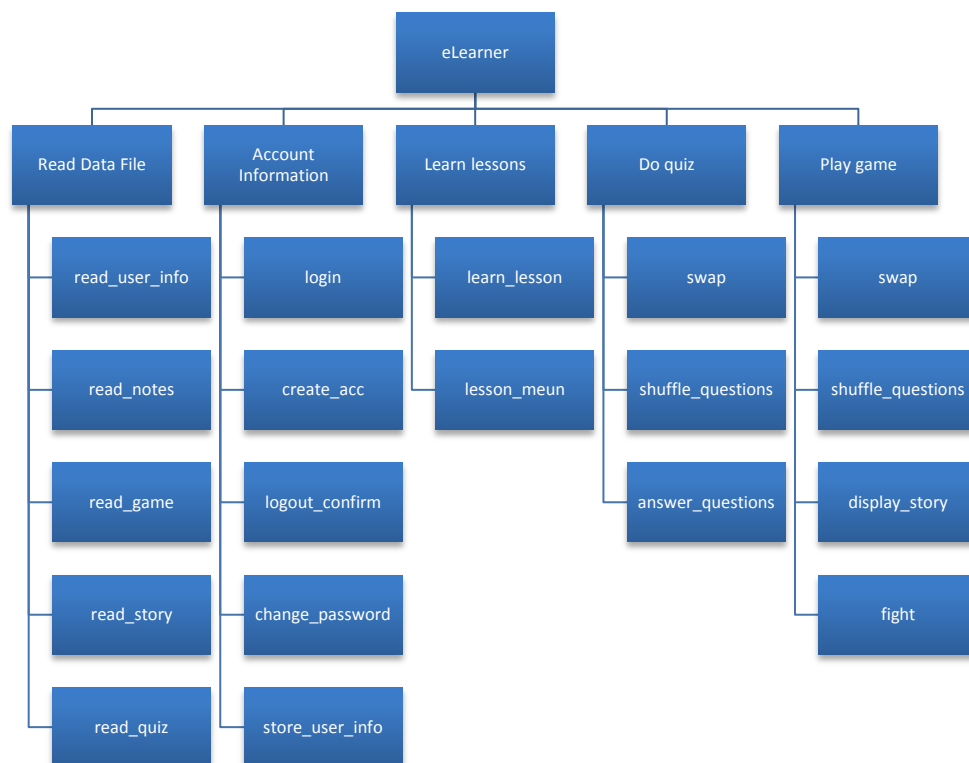 eLearner
Read Data File
Account
Information
Learn lessons
Do quiz
Play game
read_user_info
login
learn_lesson
swap
swap
read_notes
create_acc
lesson_meun
shuffle_questions
shuffle_questions
read_game
logout_confirm
answer_questions
display_story
read_story
change_password
fight
read_quiz
store_user_info